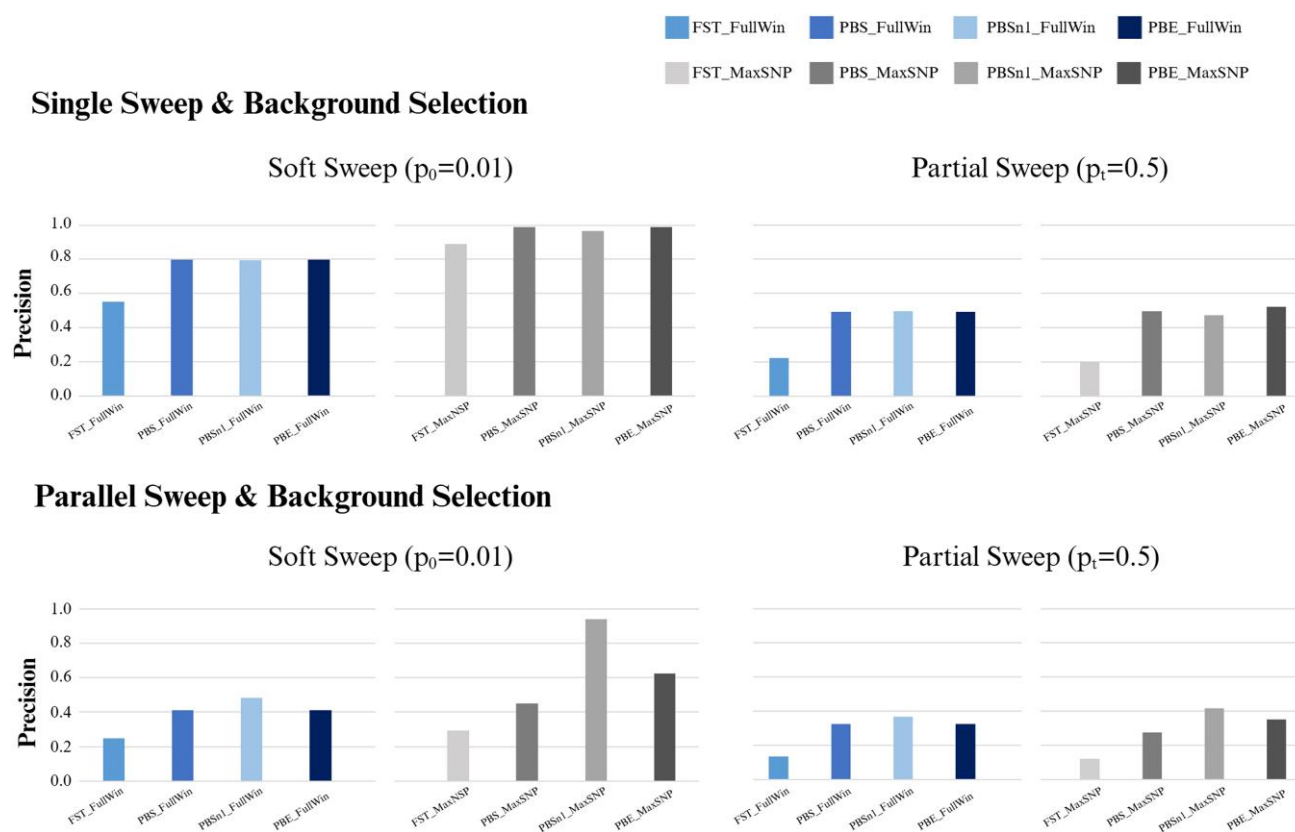 FST_FullWin PBS_FullWin PBSn1_FullWin PBE_FullWin
FST_MaxSNP PBS_MaxSNP PBSn1_MaxSNP PBE_MaxSNP
Single Sweep & Background Selection
Soft Sweep (p₀=0.01) Partial Sweep (pₜ=0.5)
Precision
1.0
0.8
0.6
0.4
0.2
0.0
FST_FullWin PBS_FullWin PBSn1_FullWin PBE_FullWin FST_MaxNSP PBS_MaxSNP PBSn1_MaxSNP PBE_MaxSNP FST_FullWin PBS_FullWin PBSn1_FullWin PBE_FullWin FST_MaxSNP PBS_MaxSNP PBSn1_MaxSNP PBE_MaxSNP
Parallel Sweep & Background Selection
Soft Sweep (p₀=0.01) Partial Sweep (pₜ=0.5)
Precision
1.0
0.8
0.6
0.4
0.2
0.0
FST_FullWin PBS_FullWin PBSn1_FullWin PBE_FullWin FST_MaxNSP PBS_MaxSNP PBSn1_MaxSNP PBE_MaxSNP FST_FullWin PBS_FullWin PBSn1_FullWin PBE_FullWin FST_MaxSNP PBS_MaxSNP PBSn1_MaxSNP PBE_MaxSNP